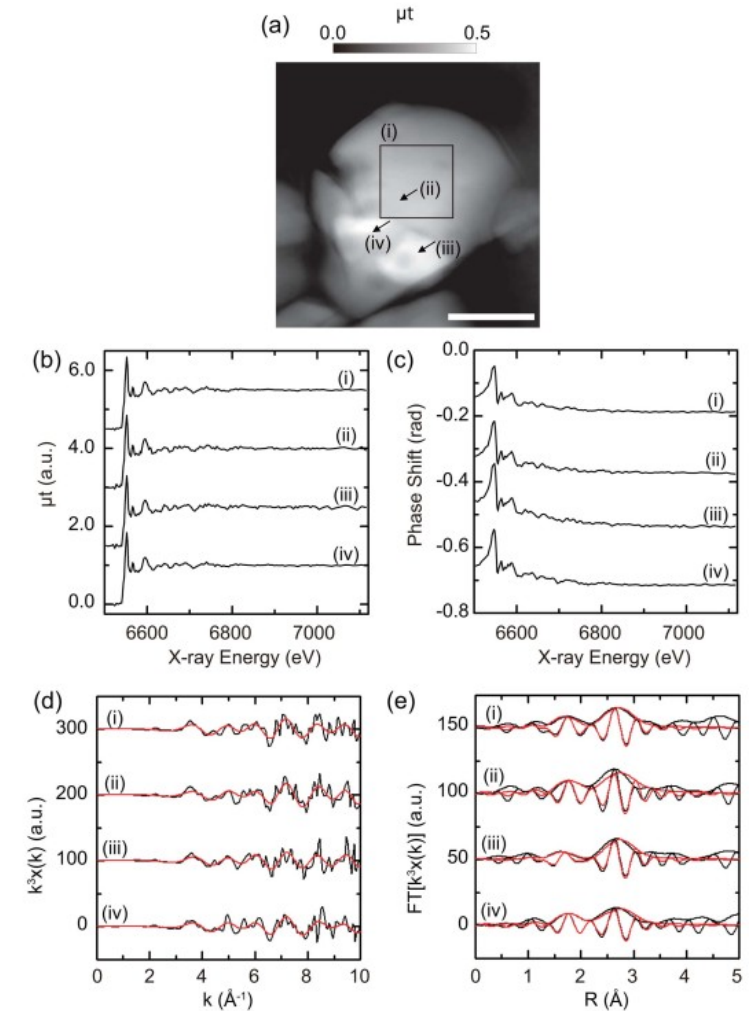 (a)
μt
0.0 0.5
(i)
(ii)
(iv)
(iii)
(b)
μt (a.u.)
6.0
4.0
2.0
0.0
(i)
(ii)
(iii)
(iv)
6600 6800 7000
X-ray Energy (eV)
(c)
Phase Shift (rad)
0.0
-0.2
-0.4
-0.6
-0.8
(i)
(ii)
(iii)
(iv)
6600 6800 7000
X-ray Energy (eV)
(d)
k³x(k) (a.u.)
300
200
100
0
(i)
(ii)
(iii)
(iv)
0 2 4 6 8 10
k (Å⁻¹)
(e)
FT[k³x(k)] (a.u.)
150
100
50
0
(i)
(ii)
(iii)
(iv)
0 1 2 3 4 5
R (Å)